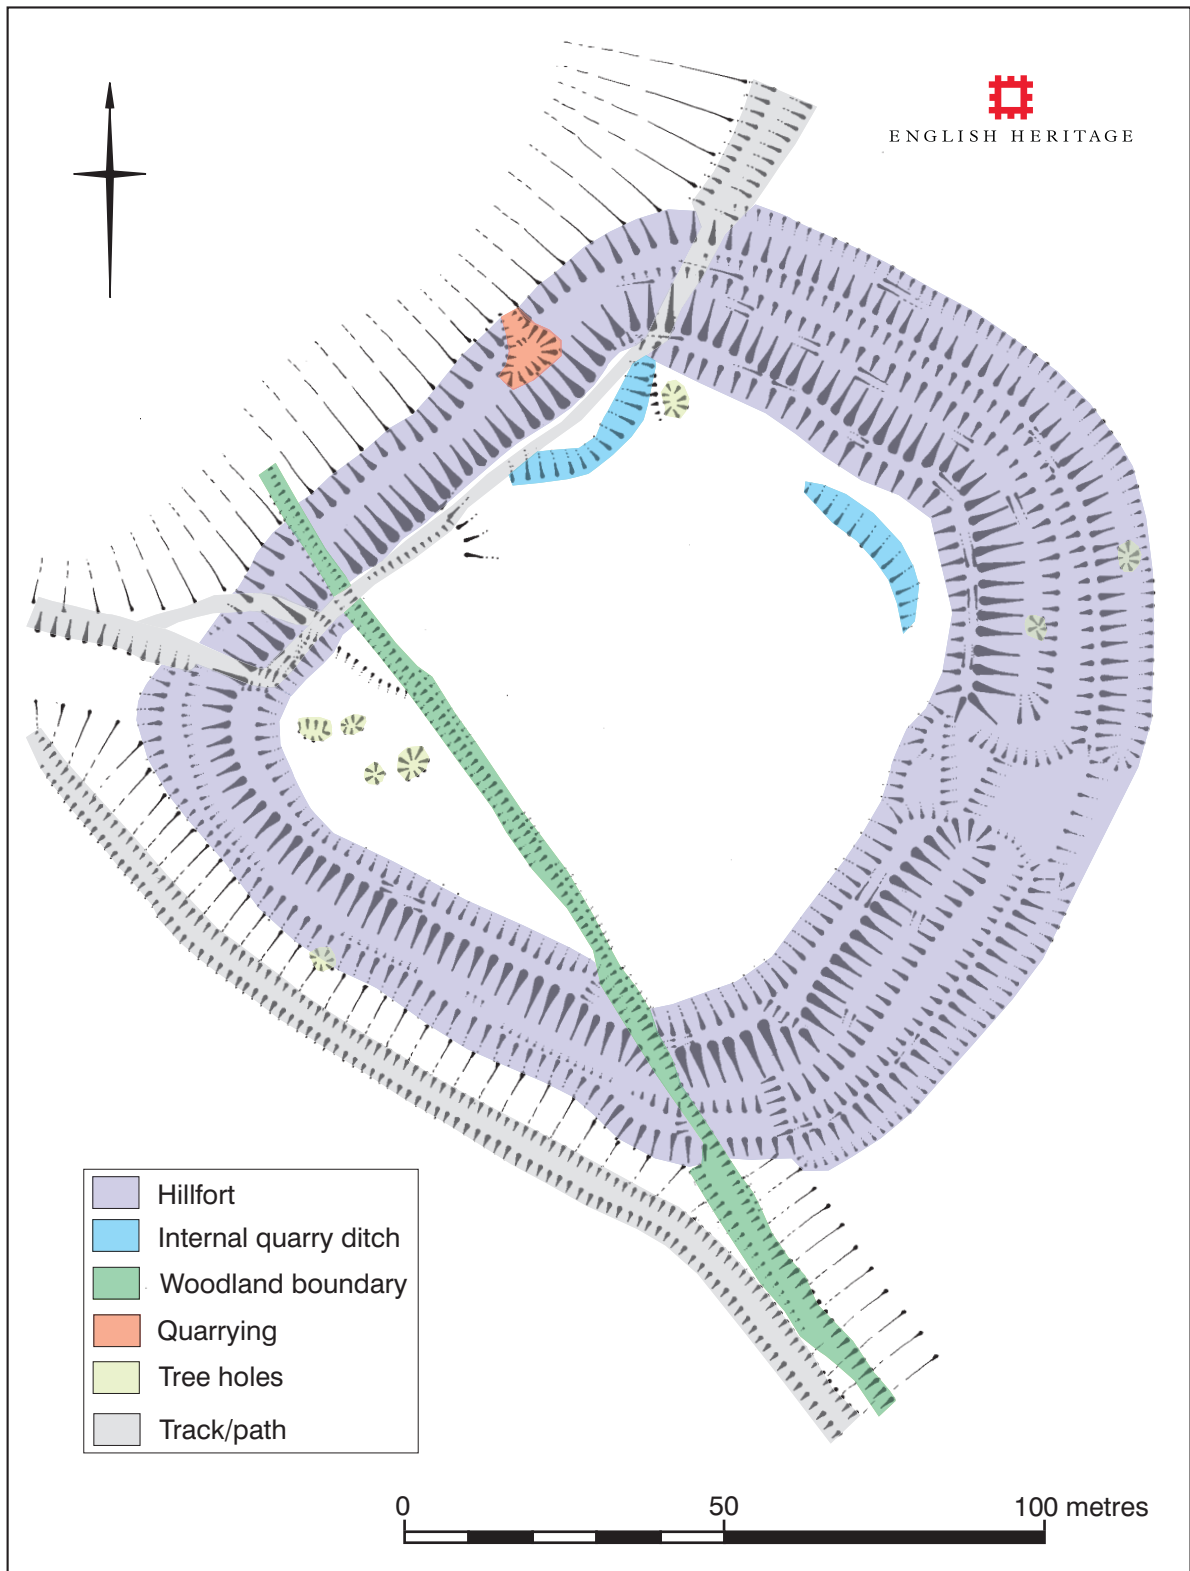 ENGLISH HERITAGE
Hillfort
Internal quarry ditch
Woodland boundary
Quarrying
Tree holes
Track/path
0 50 100 metres